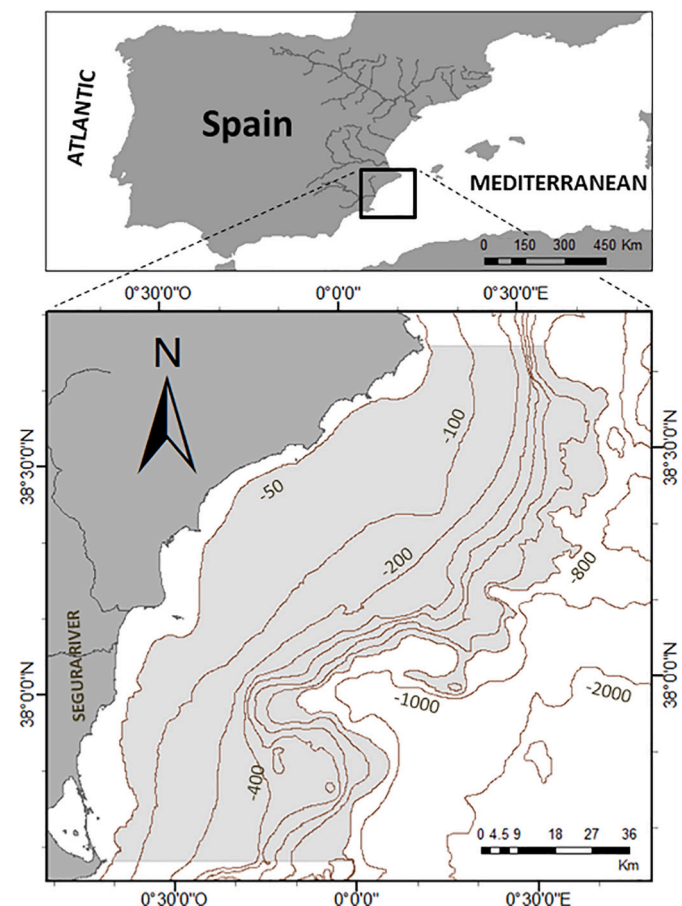 ATLANTIC
Spain
MEDITERRANEAN
0 150 300 450 Km
0°30'0"O 0°0'0" 0°30'0"E
N
-100
38°30'0"N
38°30'0"N
-50
-200
-800
SEGURA RIVER
38°0'0"N
38°0'0"N
-1000
-2000
-400
0 4.5 9 18 27 36
Km
0°30'0"O 0°0'0" 0°30'0"E